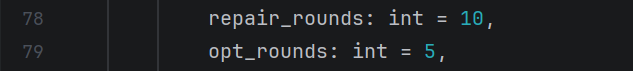 78 repair_rounds: int = 10,
79 opt_rounds: int = 5,